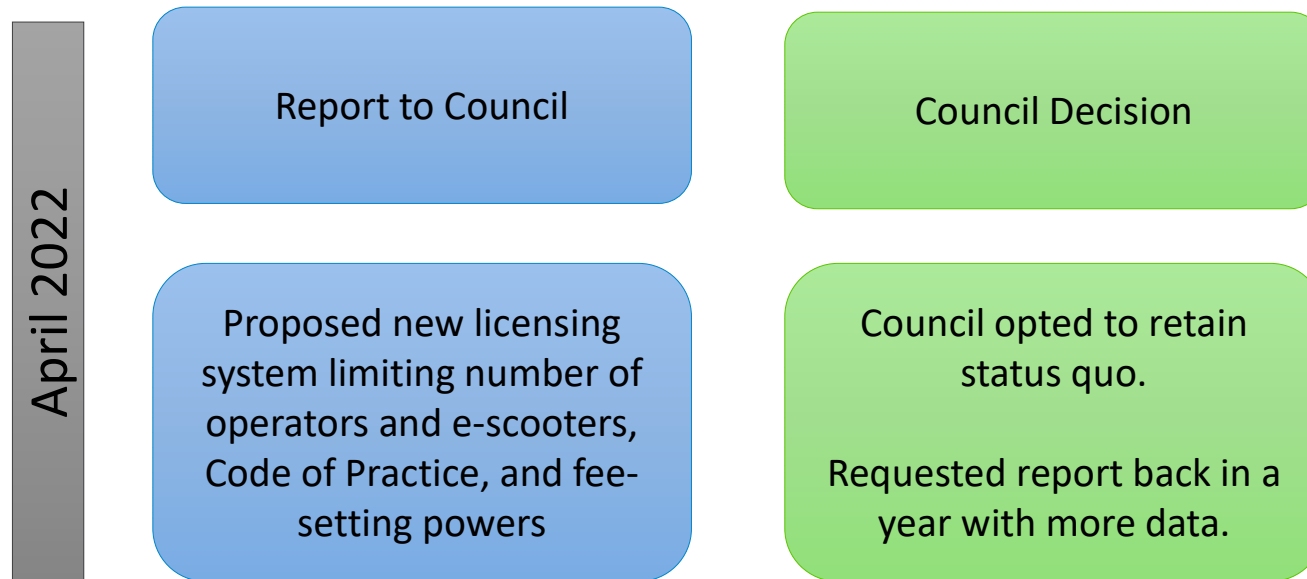 April 2022
Report to Council
Council Decision
Proposed new licensing
system limiting number of
operators and e-scooters,
Code of Practice, and fee-
setting powers
Council opted to retain
status quo.
Requested report back in a
year with more data.